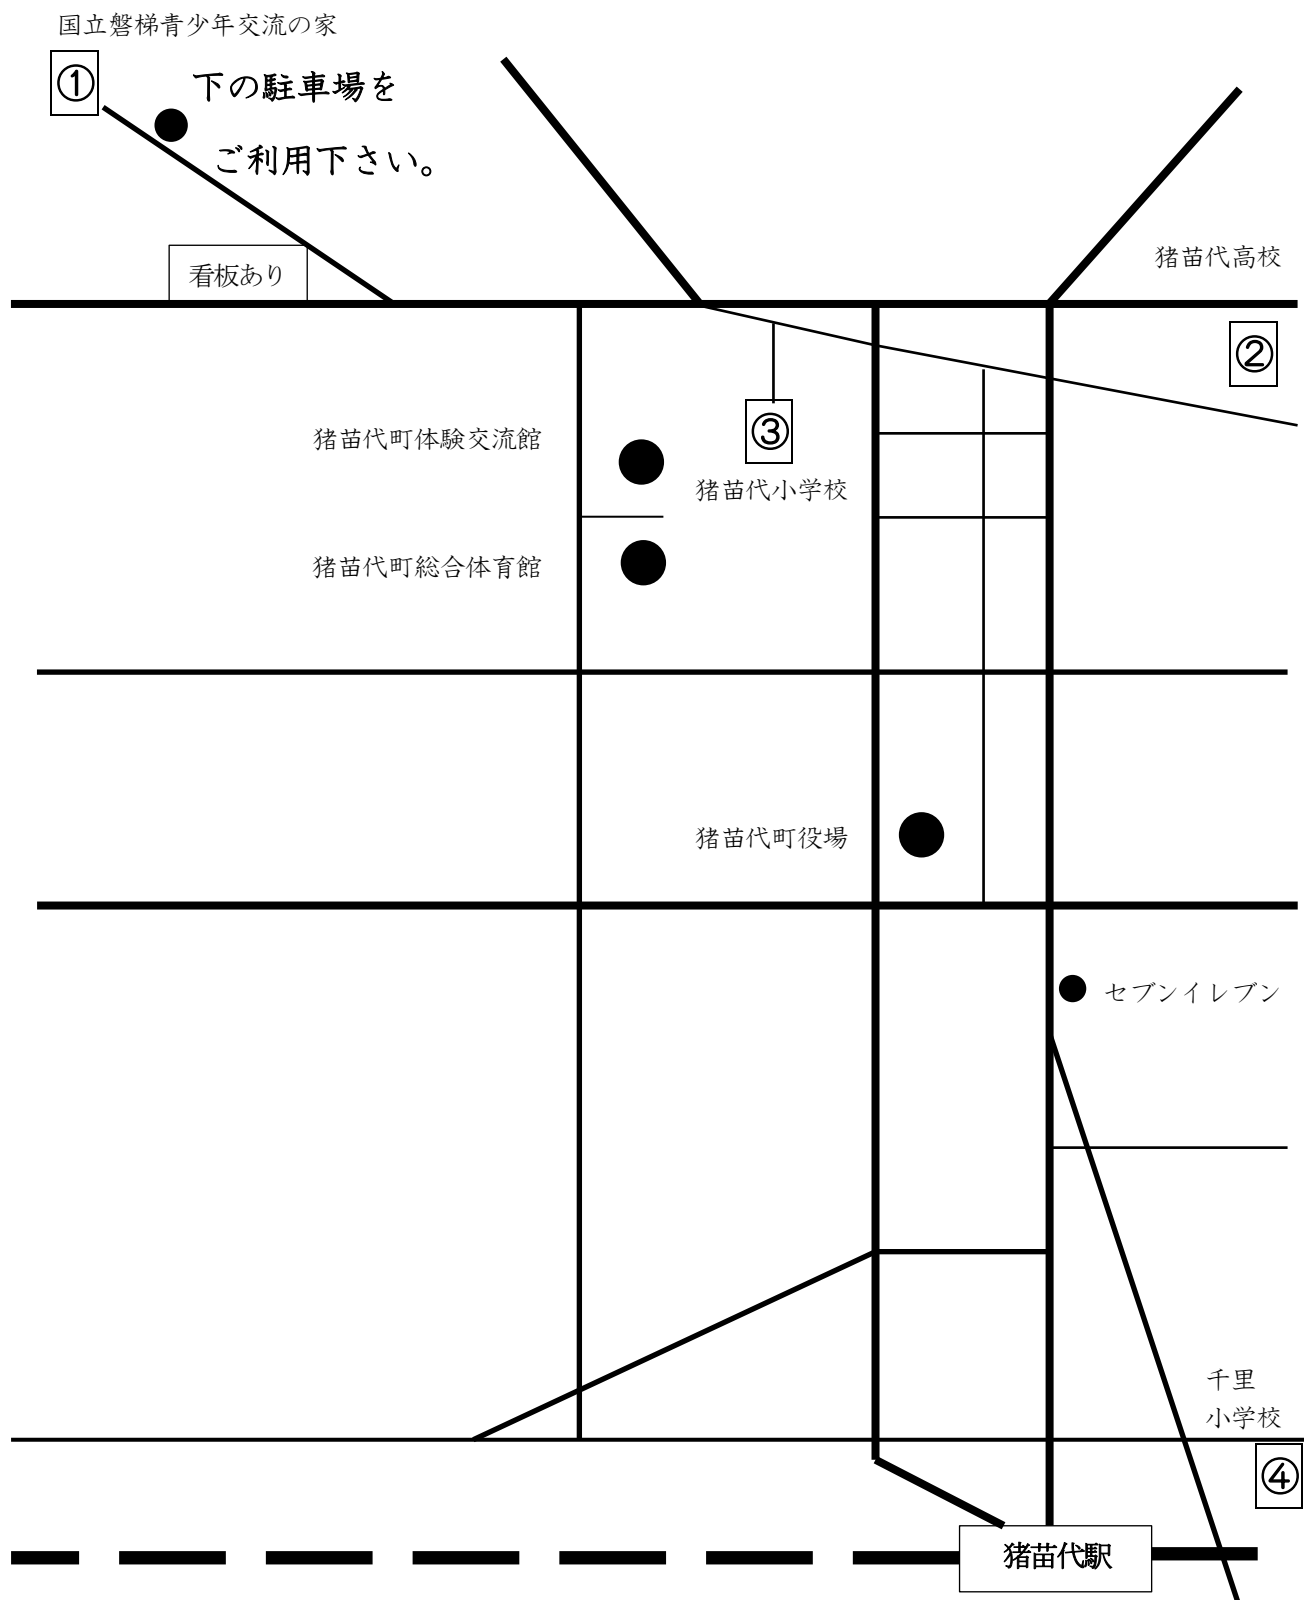 国立磐梯青少年交流の家
①
下の駐車場を
ご利用下さい。
看板あり
猪苗代高校
②
③
猪苗代町体験交流館
猪苗代小学校
猪苗代町総合体育館
猪苗代町役場
セブンイレブン
千里
小学校
④
猪苗代駅